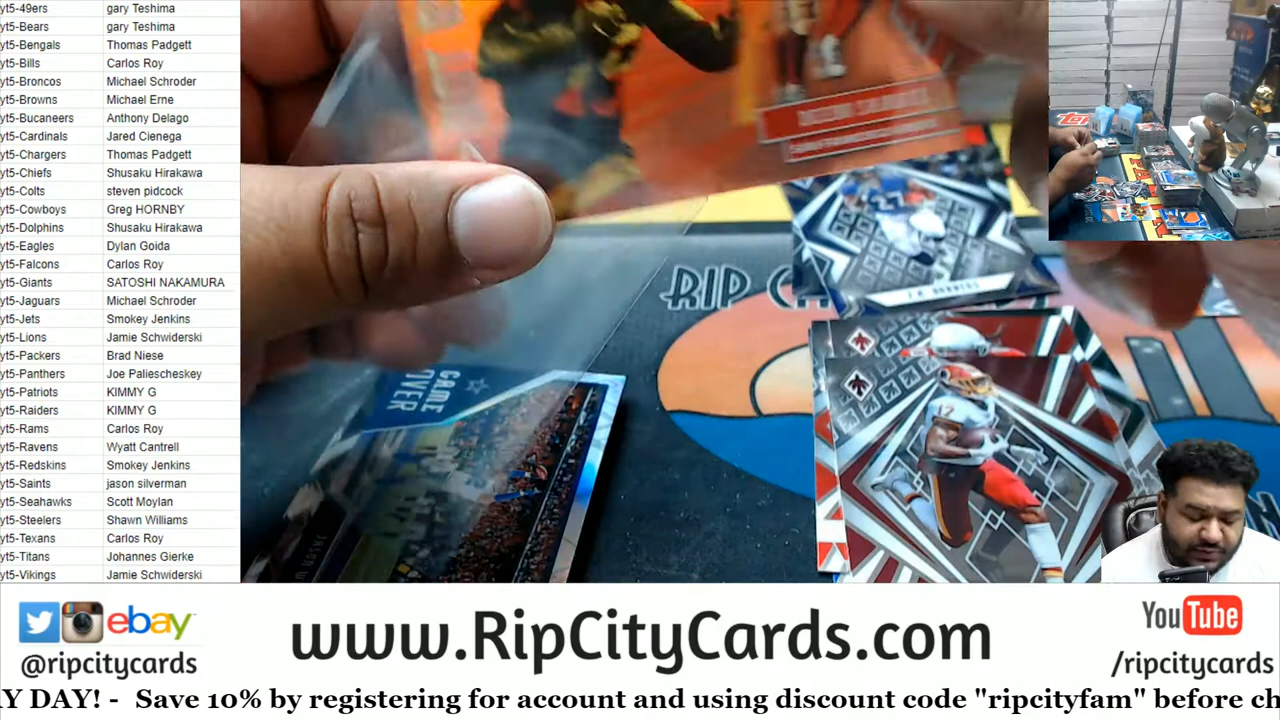 yt5-49ers gary Teshima
yt5-Bears gary Teshima
yt5-Bengals Thomas Padgett
yt5-Bills Carlos Roy
yt5-Broncos Michael Schroder
yt5-Browns Michael Erne
yt5-Bucaneers Anthony Delago
yt5-Cardinals Jared Cienega
yt5-Chargers Thomas Padgett
yt5-Chiefs Shusaku Hirakawa
yt5-Colts steven pidcock
yt5-Cowboys Greg HORNBY
yt5-Dolphins Shusaku Hirakawa
yt5-Eagles Dylan Goida
yt5-Falcons Carlos Roy
yt5-Giants SATOSHI NAKAMURA
yt5-Jaguars Michael Schroder
yt5-Jets Smokey Jenkins
yt5-Lions Jamie Schwiderski
yt5-Packers Brad Niese
yt5-Panthers Joe Paliescheskey
yt5-Patriots KIMMY G
yt5-Raiders KIMMY G
yt5-Rams Carlos Roy
yt5-Ravens Wyatt Cantrell
yt5-Redskins Smokey Jenkins
yt5-Saints jason silverman
yt5-Seahawks Scott Moylan
yt5-Steelers Shawn Williams
yt5-Texans Carlos Roy
yt5-Titans Johannes Gierke
yt5-Vikings Jamie Schwiderski
RIP
GAME
OVER
JASON
12
ebay
@ripcitycards
www.RipCityCards.com
YouTube
/ripcitycards
Y DAY! - Save 10% by registering for account and using discount code "ripcityfam" before ch